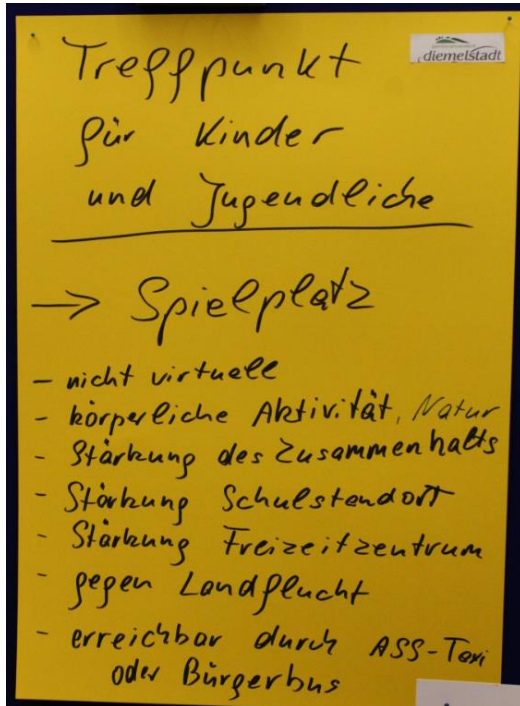 diemelstadt
Treffpunkt
für Kinder
und Jugendliche
→ Spielplatz
- nicht virtuell
- körperliche Aktivität, Natur
- Stärkung des Zusammenhalts
- Stärkung Schulstandort
- Stärkung Freizeitzentrum
- gegen Landflucht
- erreichbar durch ASS-Taxi
oder Bürgerbus